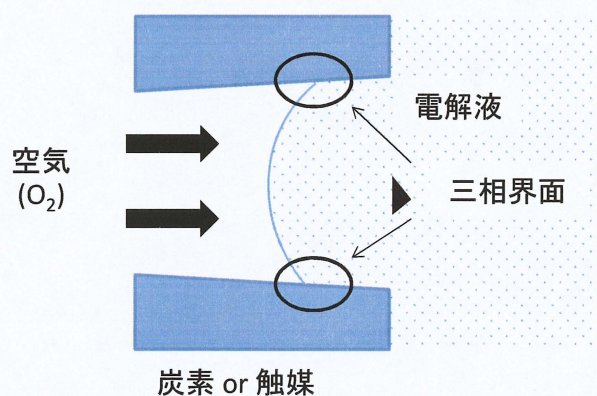 電解液
空気
(O₂)
三相界面
炭素 or 触媒